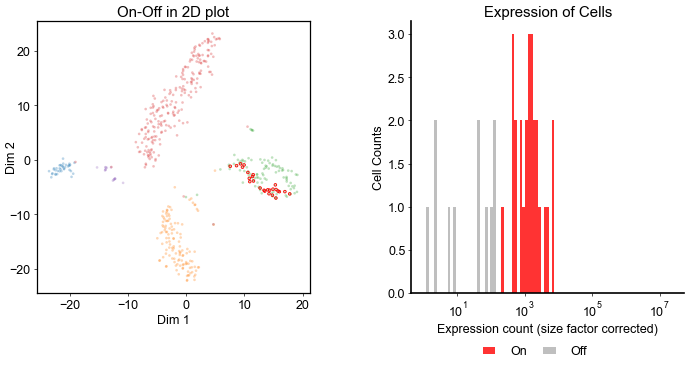 On-Off in 2D plot
Dim 2
20
10
0
−10
−20
−20 −10 0 10 20
Dim 1
Expression of Cells
Cell Counts
3.0
2.5
2.0
1.5
1.0
0.5
0.0
10^1 10^3 10^5 10^7
Expression count (size factor corrected)
On Off